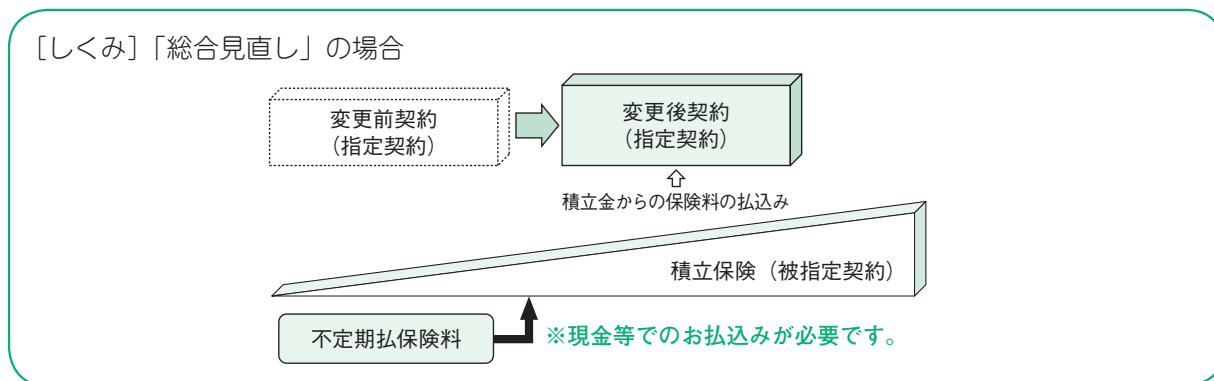 ［しくみ］「総合見直し」の場合
変更前契約
（指定契約）
変更後契約
（指定契約）
積立金からの保険料の払込み
積立保険（被指定契約）
不定期払保険料
※現金等でのお払込みが必要です。